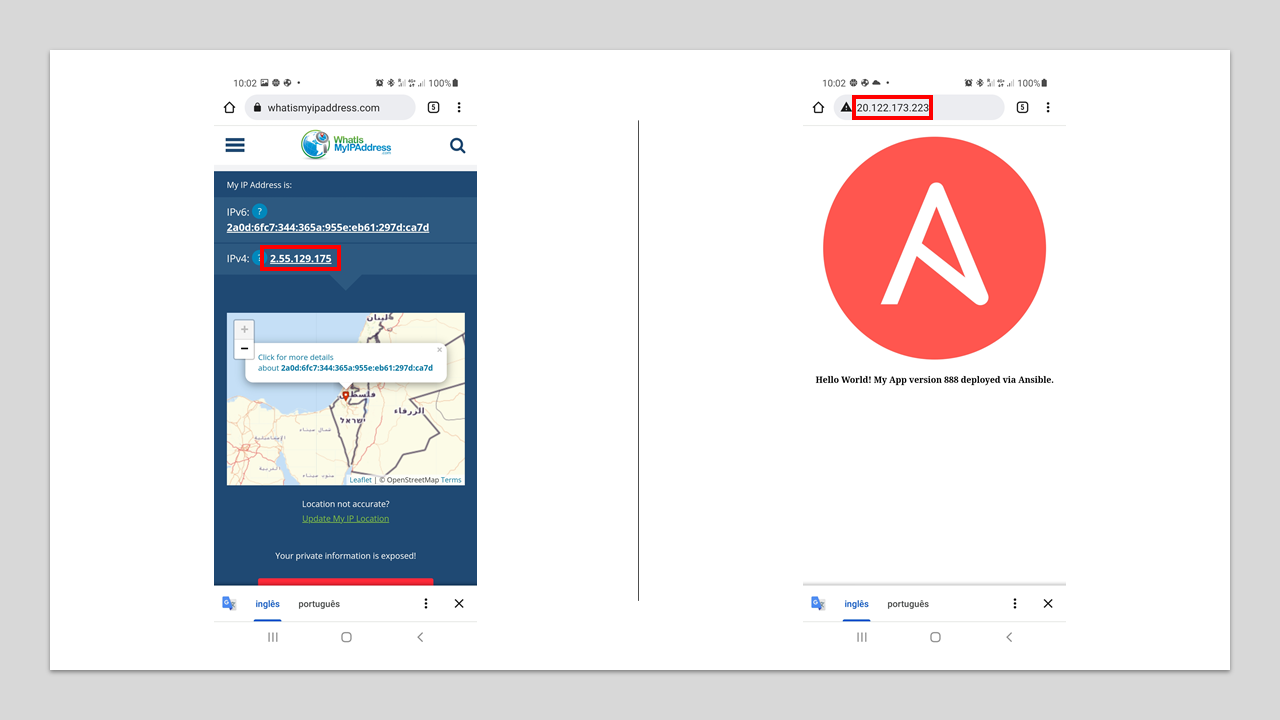 10:02
100%
whatismyipaddress.com
5
WhatIs
MyIPAddress
.com
My IP Address is:
IPv6: ?
2a0d:6fc7:344:365a:955e:eb61:297d:ca7d
IPv4: 2.55.129.175
+
−
×
Click for more details
about 2a0d:6fc7:344:365a:955e:eb61:297d:ca7d
لبنان
فلسطين
الزرقاء
ישראל
الإسماعيلية
Leaflet | © OpenStreetMap Terms
Location not accurate?
Update My IP Location
Your private information is exposed!
inglês português
10:02
100%
20.122.173.223
5
Hello World! My App version 888 deployed via Ansible.
inglês português